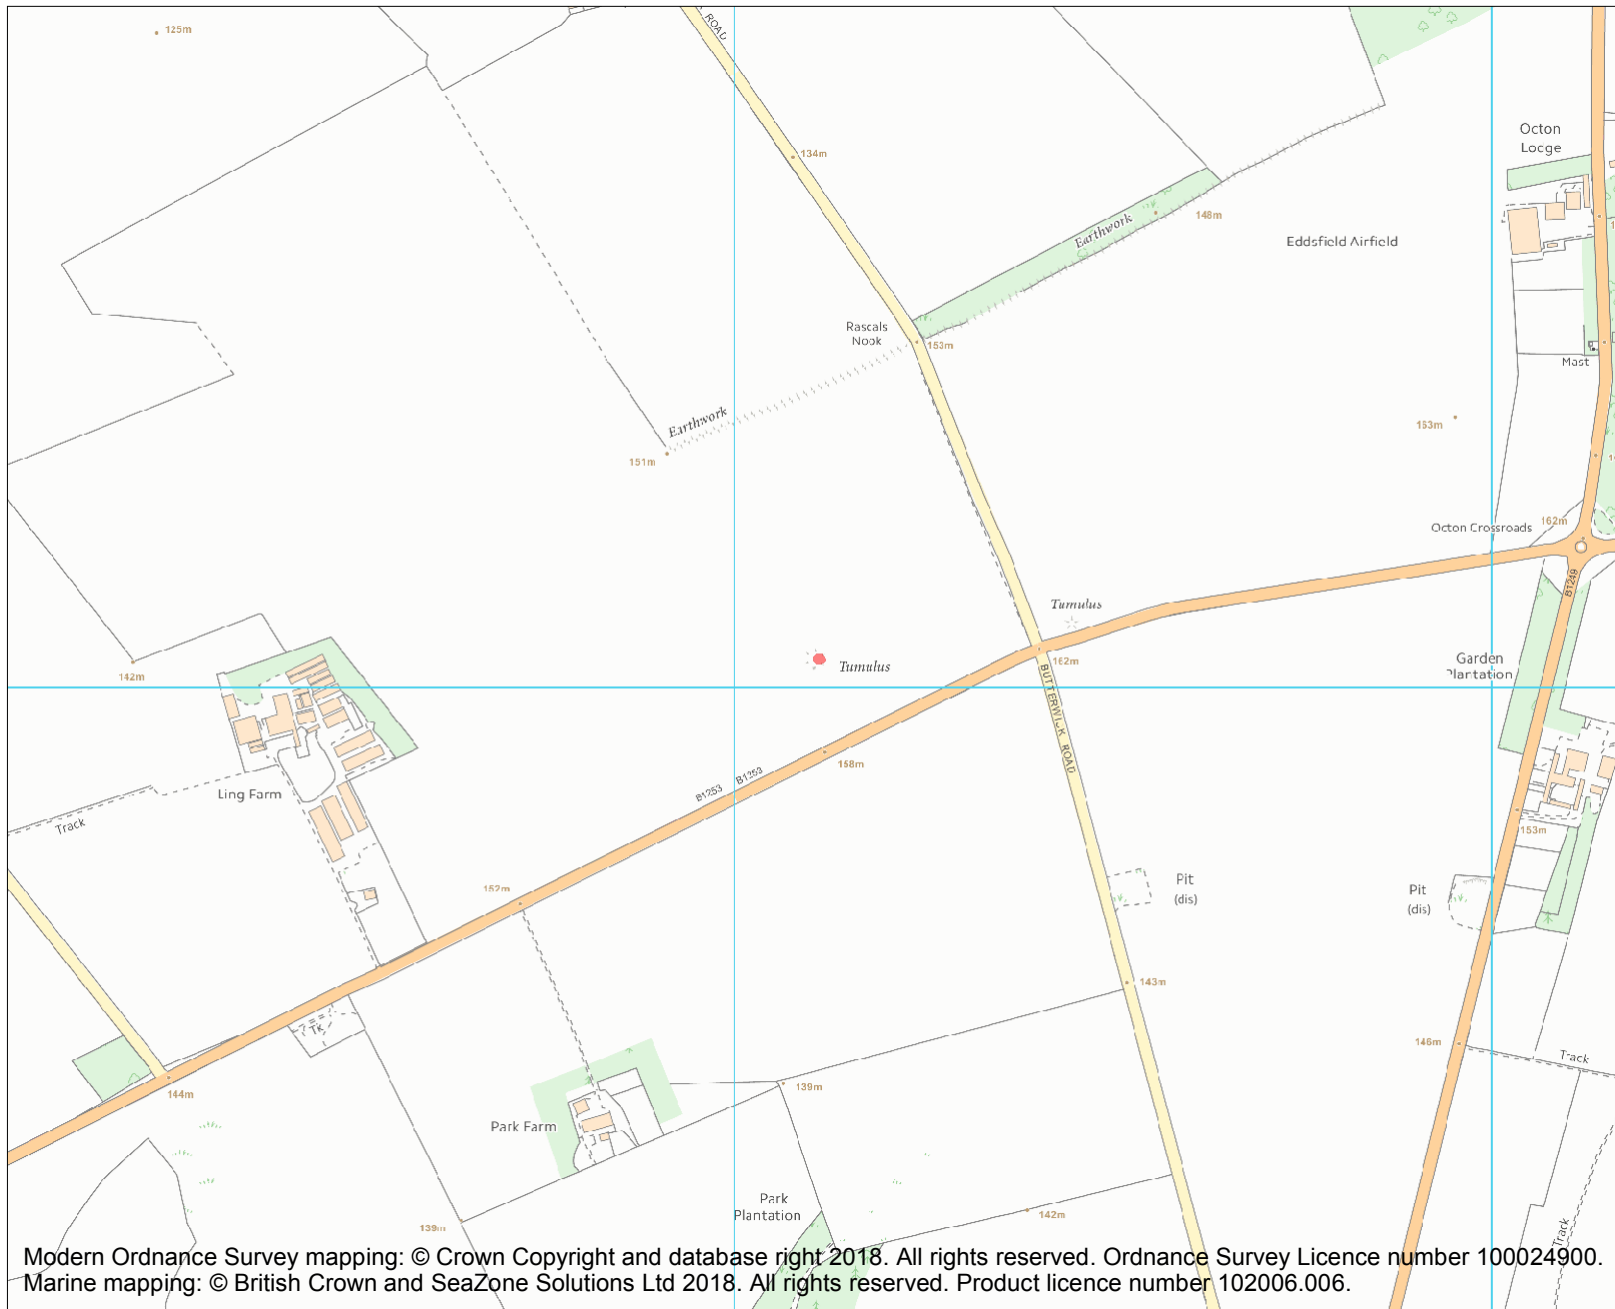 125m
ROAD
134m
Octon
Lodge
Earthwork
148m
Eddsfield Airfield
Rascals
Nook
153m
Mast
Earthwork
151m
153m
Octon Crossroads
162m
B1249
Tumulus
Tumulus
162m
142m
Garden
Plantation
BUTTERWICK ROAD
Ling Farm
B1253
B1253
158m
Track
153m
152m
Pit
(dis)
Pit
(dis)
143m
Tk
146m
Track
144m
139m
Park Farm
Park
Plantation
142m
139m
Track
Modern Ordnance Survey mapping: © Crown Copyright and database right 2018. All rights reserved. Ordnance Survey Licence number 100024900.
Marine mapping: © British Crown and SeaZone Solutions Ltd 2018. All rights reserved. Product licence number 102006.006.